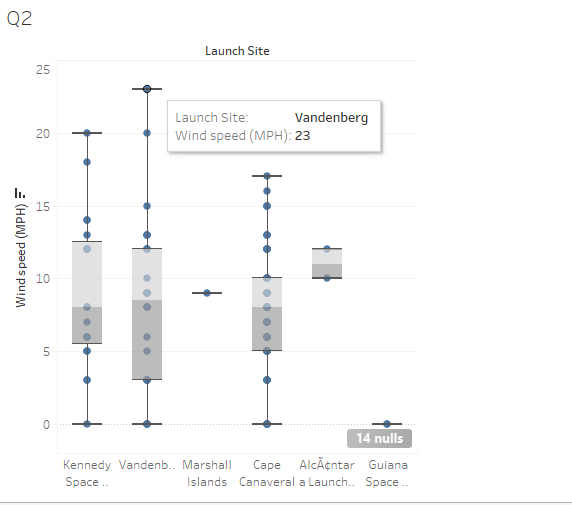 Q2
Launch Site
25
20
15
10
5
0
Wind speed (MPH)
Launch Site: Vandenberg
Wind speed (MPH): 23
14 nulls
Kennedy Space ..
Vandenb..
Marshall Islands
Cape Canaveral
AlcÃ¢ntar a Launch..
Guiana Space ..